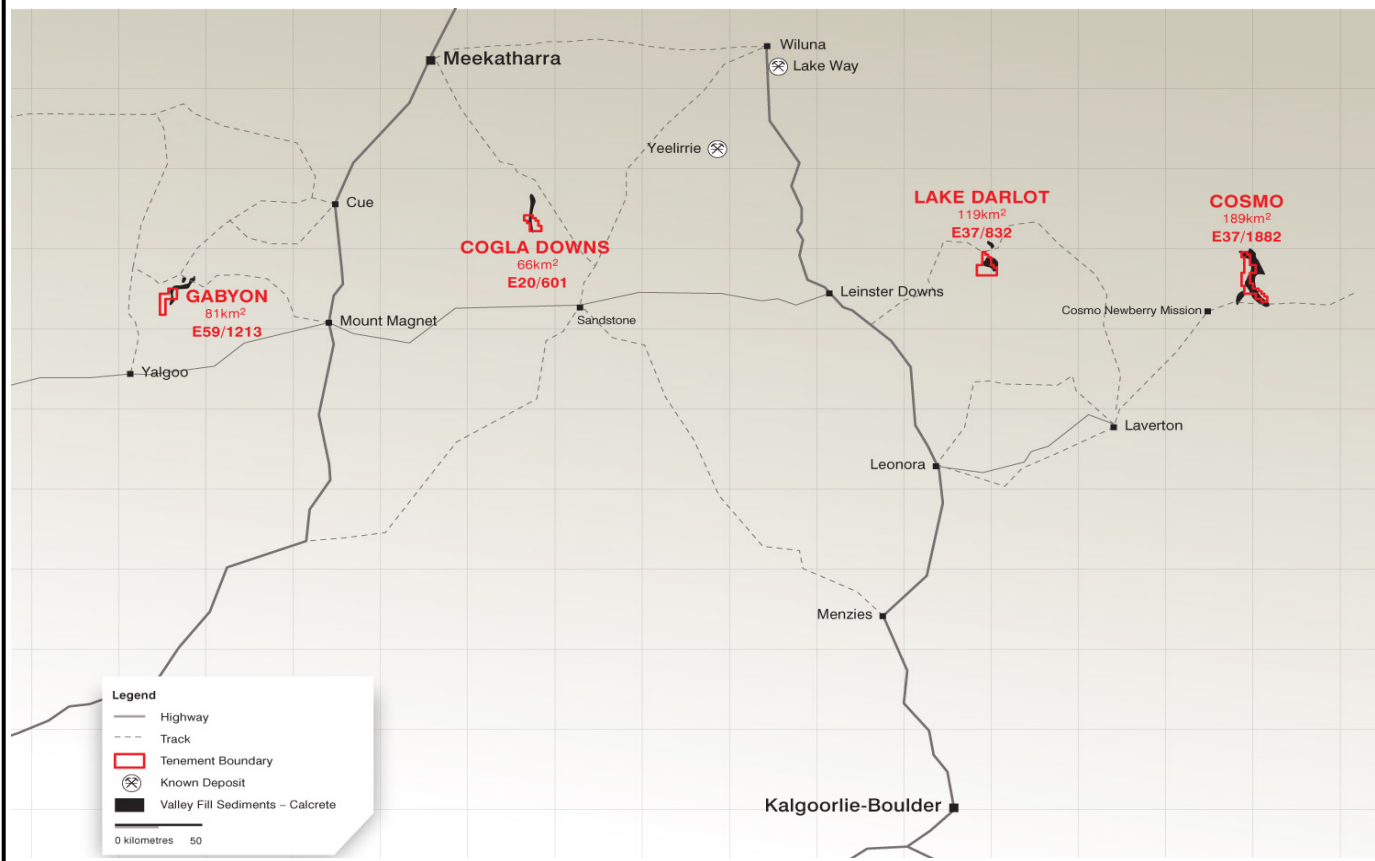 Meekatharra
Wiluna
Lake Way
Yeelirrie
Cue
LAKE DARLOT
119km²
E37/832
COSMO
189km²
E37/1882
COGLA DOWNS
66km²
E20/601
GABYON
81km²
E59/1213
Leinster Downs
Mount Magnet
Sandstone
Cosmo Newberry Mission
Yalgoo
Laverton
Leonora
Menzies
Kalgoorlie-Boulder
Legend
Highway
Track
Tenement Boundary
Known Deposit
Valley Fill Sediments – Calcrete
0 kilometres 50